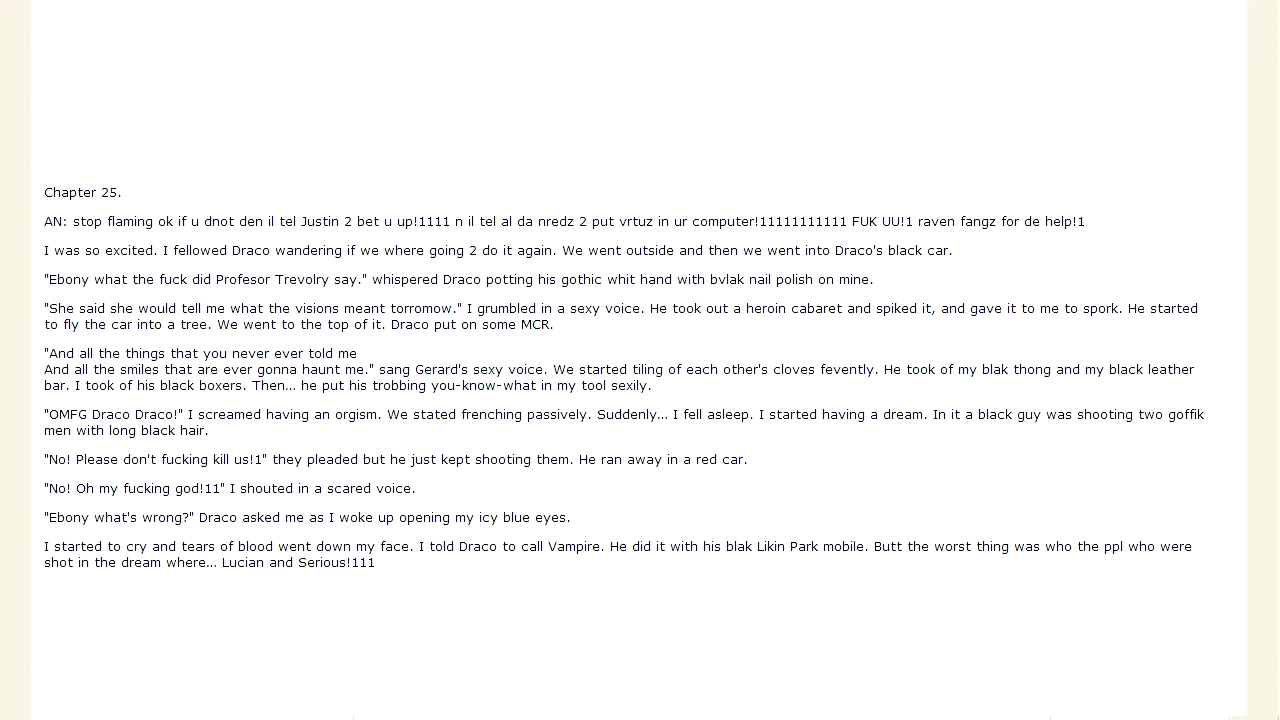 Chapter 25.
AN: stop flaming ok if u dnot den il tel Justin 2 bet u up!1111 n il tel al da nredz 2 put vrtuz in ur computer!11111111111 FUK UU!1 raven fangz for de help!1
I was so excited. I fellowed Draco wandering if we where going 2 do it again. We went outside and then we went into Draco's black car.
"Ebony what the fuck did Profesor Trevolry say." whispered Draco potting his gothic whit hand with bvlak nail polish on mine.
"She said she would tell me what the visions meant torromow." I grumbled in a sexy voice. He took out a heroin cabaret and spiked it, and gave it to me to spork. He started
to fly the car into a tree. We went to the top of it. Draco put on some MCR.
"And all the things that you never ever told me
And all the smiles that are ever gonna haunt me." sang Gerard's sexy voice. We started tiling of each other's cloves fevently. He took of my blak thong and my black leather
bar. I took of his black boxers. Then... he put his trobbing you-know-what in my tool sexily.
"OMFG Draco Draco!" I screamed having an orgism. We stated frenching passively. Suddenly... I fell asleep. I started having a dream. In it a black guy was shooting two goffik
men with long black hair.
"No! Please don't fucking kill us!1" they pleaded but he just kept shooting them. He ran away in a red car.
"No! Oh my fucking god!11" I shouted in a scared voice.
"Ebony what's wrong?" Draco asked me as I woke up opening my icy blue eyes.
I started to cry and tears of blood went down my face. I told Draco to call Vampire. He did it with his blak Likin Park mobile. Butt the worst thing was who the ppl who were
shot in the dream where... Lucian and Serious!111